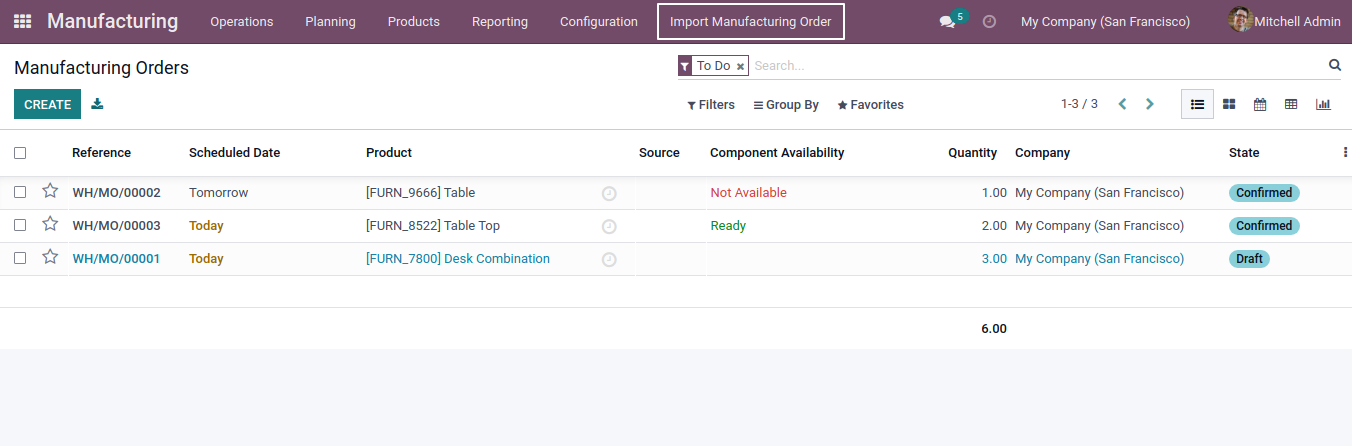 Manufacturing Operations Planning Products Reporting Configuration Import Manufacturing Order 5 My Company (San Francisco) Mitchell Admin
Manufacturing Orders To Do × Search...
CREATE Filters Group By Favorites 1-3 / 3
Reference Scheduled Date Product Source Component Availability Quantity Company State
WH/MO/00002 Tomorrow [FURN_9666] Table Not Available 1.00 My Company (San Francisco) Confirmed
WH/MO/00003 Today [FURN_8522] Table Top Ready 2.00 My Company (San Francisco) Confirmed
WH/MO/00001 Today [FURN_7800] Desk Combination 3.00 My Company (San Francisco) Draft
6.00